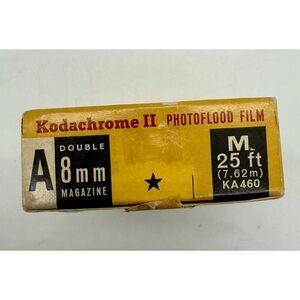 Kodachrome II PHOTOFLOOD FILM
A
DOUBLE
8mm
MAGAZINE
M
25 ft
(7.62m)
KA460